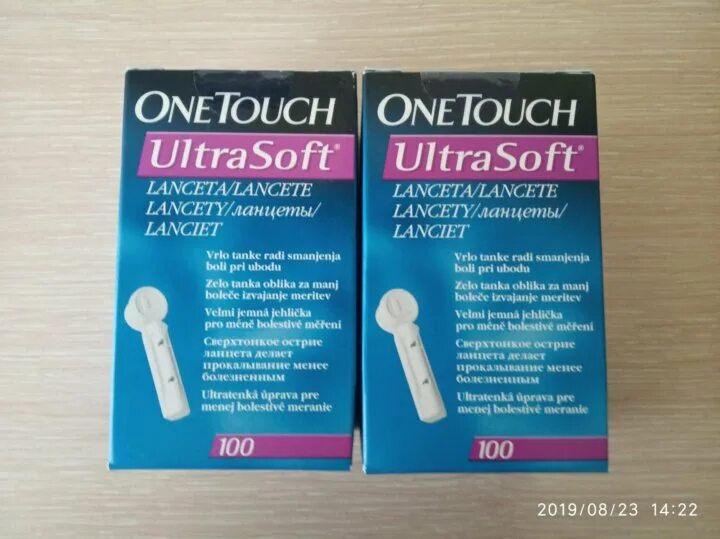 ONETOUCH
UltraSoft®
LANCETA/LANCETE
LANCETY/ланцеты/
LANCIET
Vrlo tanke radi smanjenja
boli pri ubodu
Zelo tanka oblika za manj
boleče izvajanje meritev
Velmi jemná jehlička
pro méně bolestivé měření
Сверхтонкое острие
ланцета делает
прокалывание менее
болезненным
Ultratenká úprava pre
menej bolestivé meranie
100
ONETOUCH
UltraSoft®
LANCETA/LANCETE
LANCETY/ланцеты/
LANCIET
Vrlo tanke radi smanjenja
boli pri ubodu
Zelo tanka oblika za manj
boleče izvajanje meritev
Velmi jemná jehlička
pro méně bolestivé měření
Сверхтонкое острие
ланцета делает
прокалывание менее
болезненным
Ultratenká úprava pre
menej bolestivé meranie
100
2019/08/23 14:22